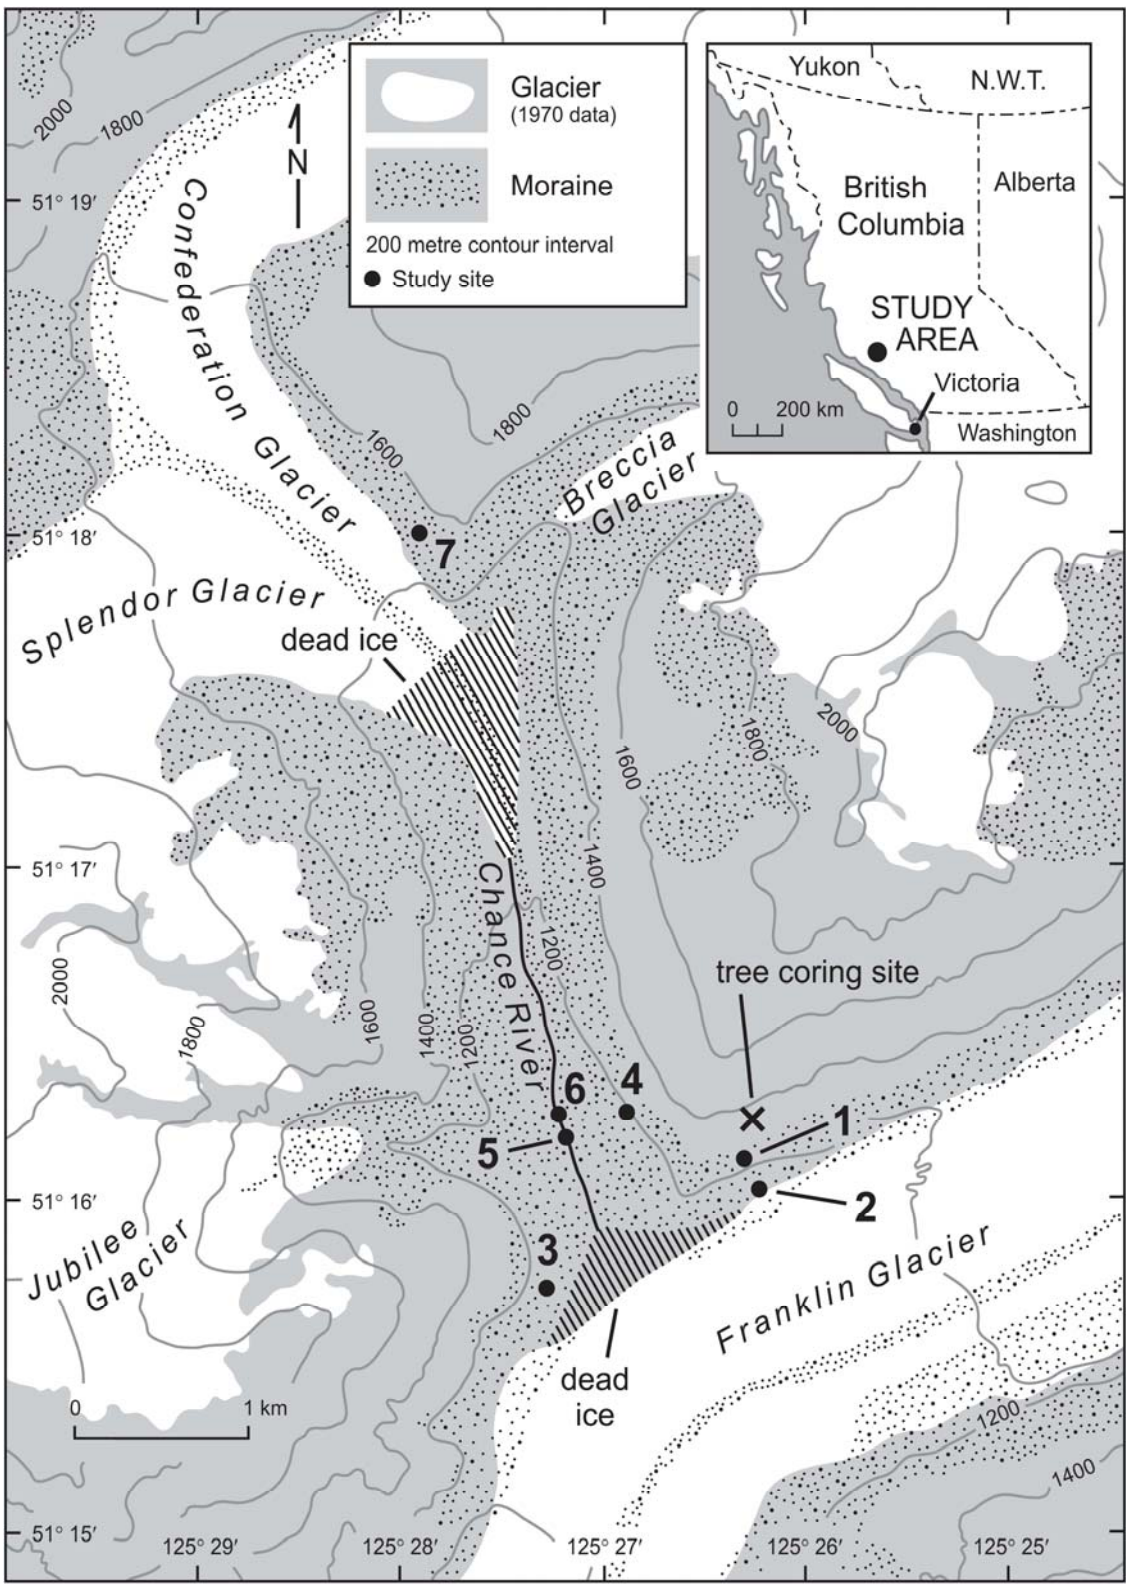 Glacier
(1970 data)
Moraine
200 metre contour interval
Study site
N
Yukon
N.W.T.
British
Columbia
Alberta
STUDY
AREA
Victoria
0 200 km
Washington
2000
1800
51° 19′
Confederation Glacier
1600
1800
Breccia
Glacier
51° 18′
7
Splendor Glacier
dead ice
2000
1800
1600
51° 17′
1400
Chance River
1200
tree coring site
2000
1800
1600
1400
1200
6
4
5
1
2
51° 16′
3
Jubilee
Glacier
Franklin Glacier
dead
ice
0 1 km
1200
1400
51° 15′
125° 29′
125° 28′
125° 27′
125° 26′
125° 25′